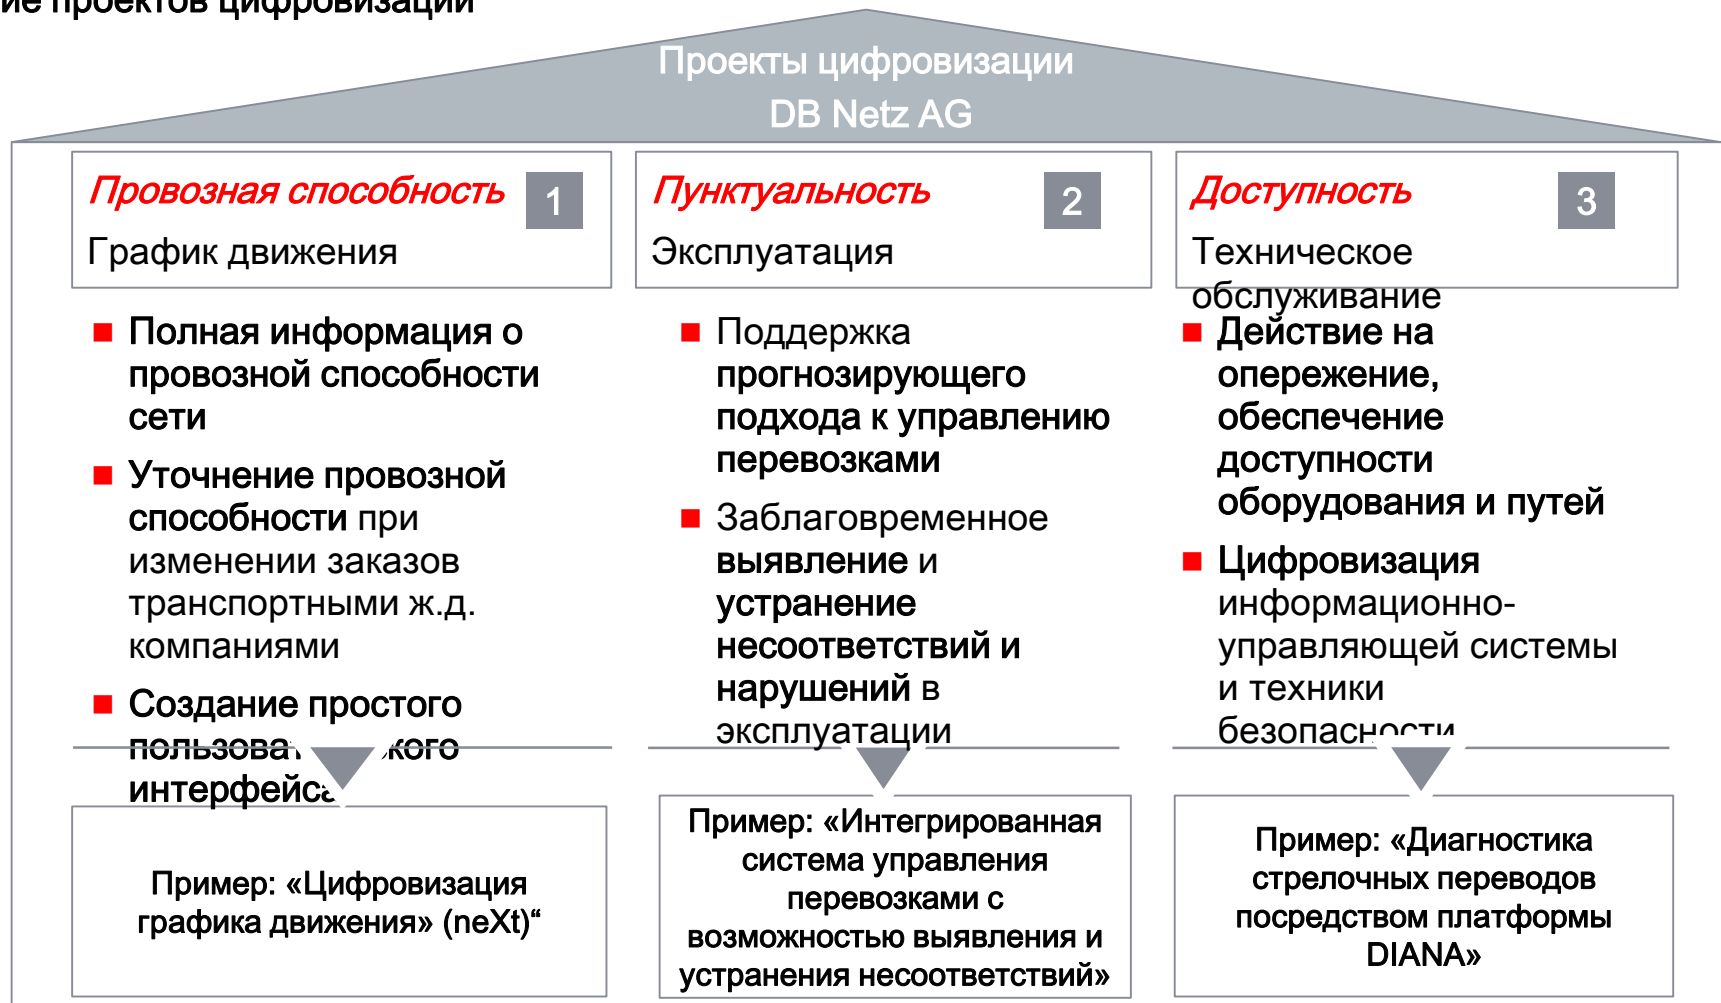 ие проектов цифровизации
Проекты цифровизации
DB Netz AG
Провозная способность
1
График движения
Полная информация о
провозной способности
сети
Уточнение провозной
способности при
изменении заказов
транспортными ж.д.
компаниями
Создание простого
интерфейса
Пример: «Цифровизация
графика движения» (neXt)“
Пунктуальность
2
Эксплуатация
Поддержка
прогнозирующего
подхода к управлению
перевозками
Заблаговременное
выявление и
устранение
несоответствий и
нарушений в
эксплуатации
Пример: «Интегрированная
система управления
перевозками с
возможностью выявления и
устранения несоответствий»
Доступность
3
Техническое
обслуживание
Действие на
опережение,
обеспечение
доступности
оборудования и путей
Цифровизация
информационно-
управляющей системы
и техники
безопасности
Пример: «Диагностика
стрелочных переводов
посредством платформы
DIANA»